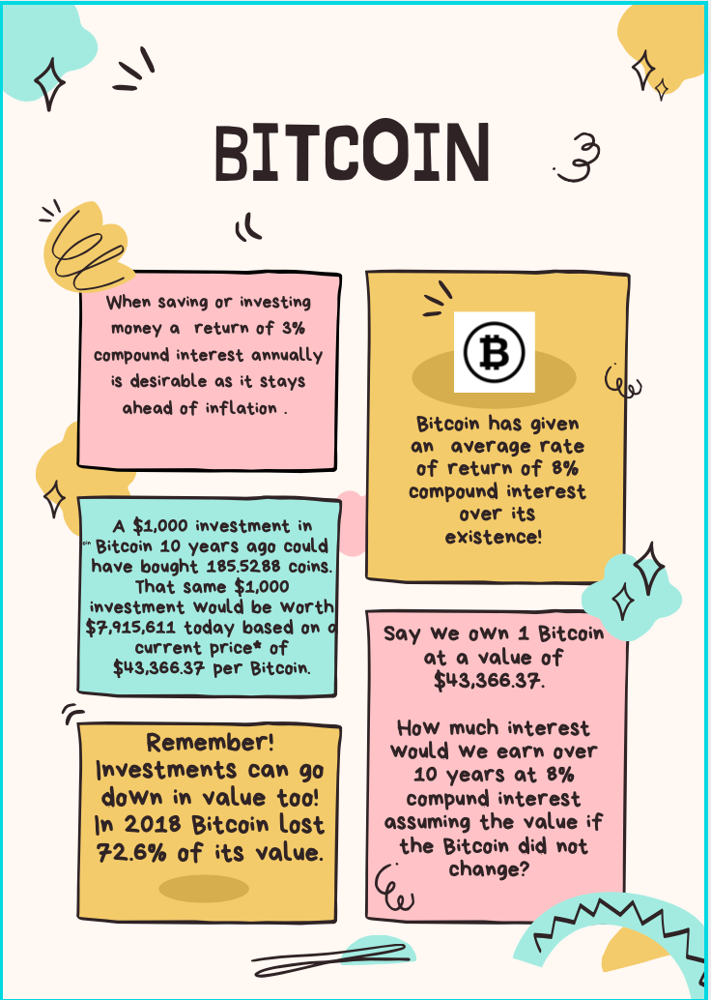 BITCOIN
When saving or investing
money a return of 3%
compound interest annually
is desirable as it stays
ahead of inflation .
A $1,000 investment in
Bitcoin 10 years ago could
have bought 185.5288 coins.
That same $1,000
investment would be worth
$7,915,611 today based on a
current price* of
$43,366.37 per Bitcoin.
Remember!
Investments can go
down in value too!
In 2018 Bitcoin lost
72.6% of its value.
Bitcoin has given
an average rate
of return of 8%
compound interest
over its
existence!
Say we own 1 Bitcoin
at a value of
$43,366.37.
How much interest
would we earn over
10 years at 8%
compund interest
assuming the value if
the Bitcoin did not
change?